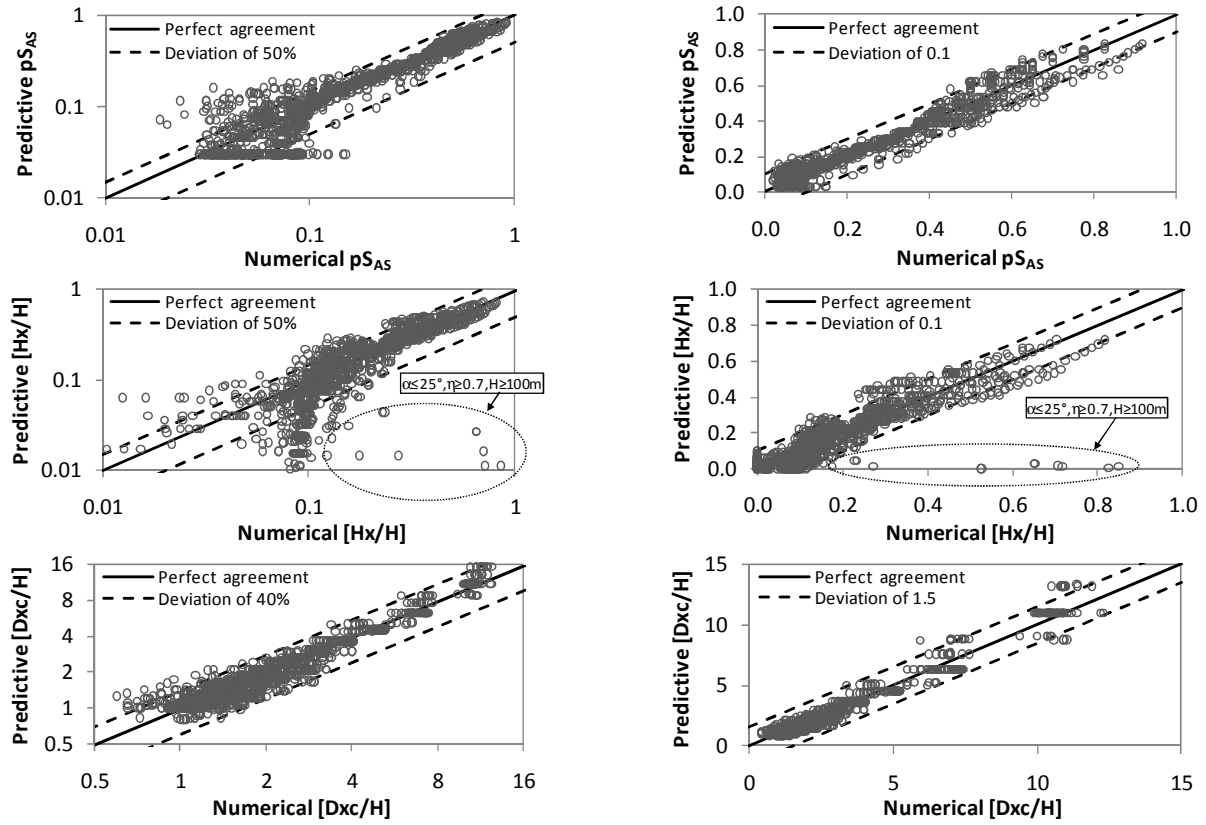 Predictive pS_AS
1
0.1
0.01
Perfect agreement
Deviation of 50%
0.01 0.1 1
Numerical pS_AS
Predictive pS_AS
1.0
0.8
0.6
0.4
0.2
0.0
Perfect agreement
Deviation of 0.1
0.0 0.2 0.4 0.6 0.8 1.0
Numerical pS_AS
Predictive [Hx/H]
1
0.1
0.01
Perfect agreement
Deviation of 50%
α≤25°,η≥0.7,H≥100m
0.01 0.1 1
Numerical [Hx/H]
Predictive [Hx/H]
1.0
0.8
0.6
0.4
0.2
0.0
Perfect agreement
Deviation of 0.1
α≤25°,η≥0.7,H≥100m
0.0 0.2 0.4 0.6 0.8 1.0
Numerical [Hx/H]
Predictive [Dxc/H]
16
8
4
2
1
0.5
Perfect agreement
Deviation of 40%
0.5 1 2 4 8 16
Numerical [Dxc/H]
Predictive [Dxc/H]
15
10
5
0
Perfect agreement
Deviation of 1.5
0 5 10 15
Numerical [Dxc/H]